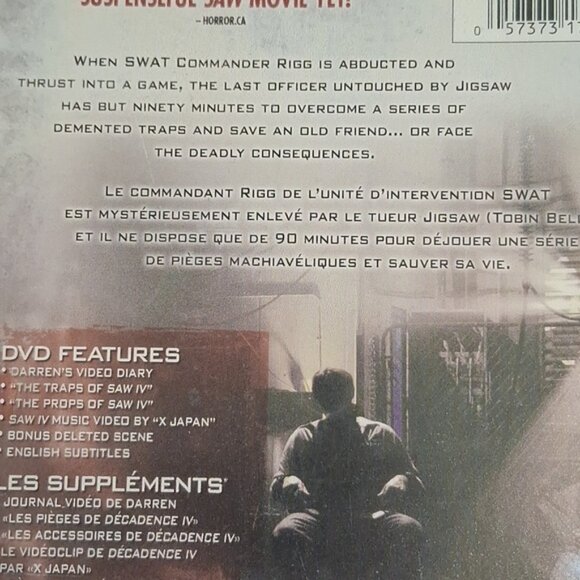 SUSPENSEFUL SAW MOVIE YET!
– HORROR.CA
0 57373 1
WHEN SWAT COMMANDER RIGG IS ABDUCTED AND
THRUST INTO A GAME, THE LAST OFFICER UNTOUCHED BY JIGSAW
HAS BUT NINETY MINUTES TO OVERCOME A SERIES OF
DEMENTED TRAPS AND SAVE AN OLD FRIEND... OR FACE
THE DEADLY CONSEQUENCES.
LE COMMANDANT RIGG DE L'UNITÉ D'INTERVENTION SWAT
EST MYSTÉRIEUSEMENT ENLEVÉ PAR LE TUEUR JIGSAW (TOBIN BELL
ET IL NE DISPOSE QUE DE 90 MINUTES POUR DÉJOUER UNE SÉRIE
DE PIÈGES MACHIAVÉLIQUES ET SAUVER SA VIE.
DVD FEATURES
• DARREN'S VIDEO DIARY
• "THE TRAPS OF SAW IV"
• "THE PROPS OF SAW IV"
• SAW IV MUSIC VIDEO BY "X JAPAN"
• BONUS DELETED SCENE
• ENGLISH SUBTITLES
LES SUPPLÉMENTS*
JOURNAL VIDÉO DE DARREN
«LES PIÈGES DE DÉCADENCE IV»
«LES ACCESSOIRES DE DÉCADENCE IV»
LE VIDÉOCLIP DE DÉCADENCE IV
PAR «X JAPAN»